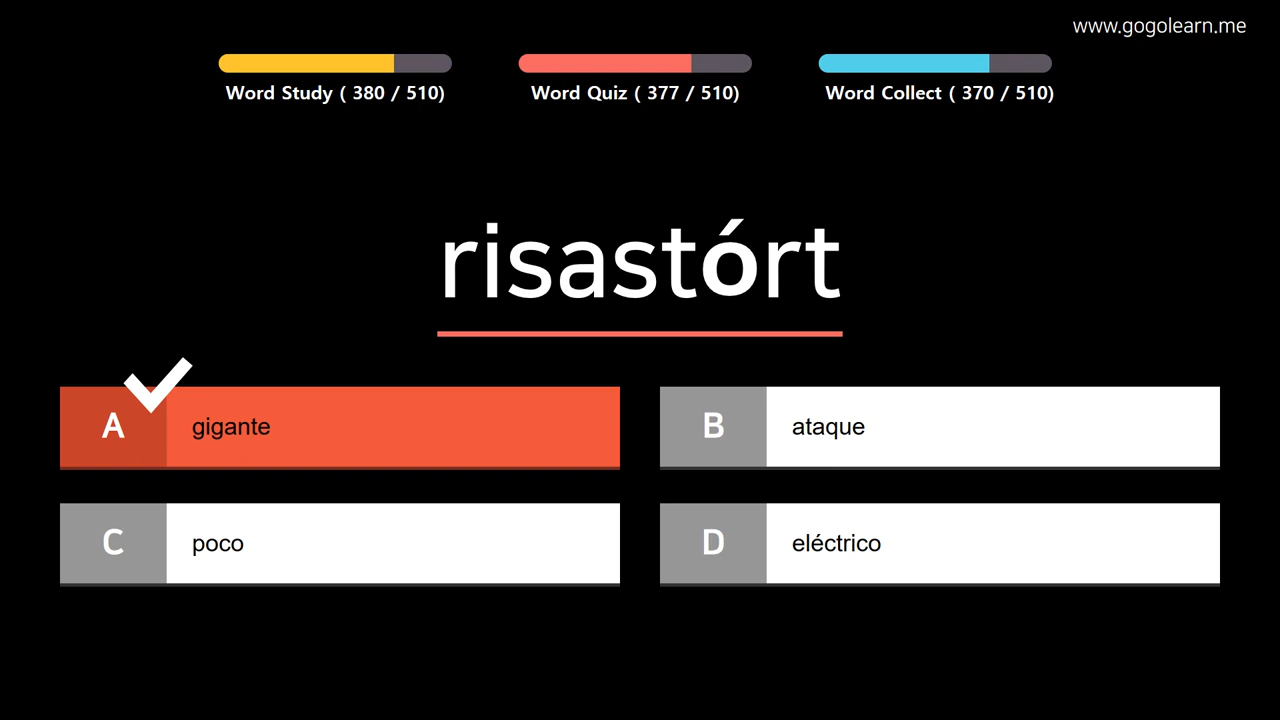 www.gogolearn.me
Word Study ( 380 / 510)
Word Quiz ( 377 / 510)
Word Collect ( 370 / 510)
risastórt
A gigante
B ataque
C poco
D eléctrico